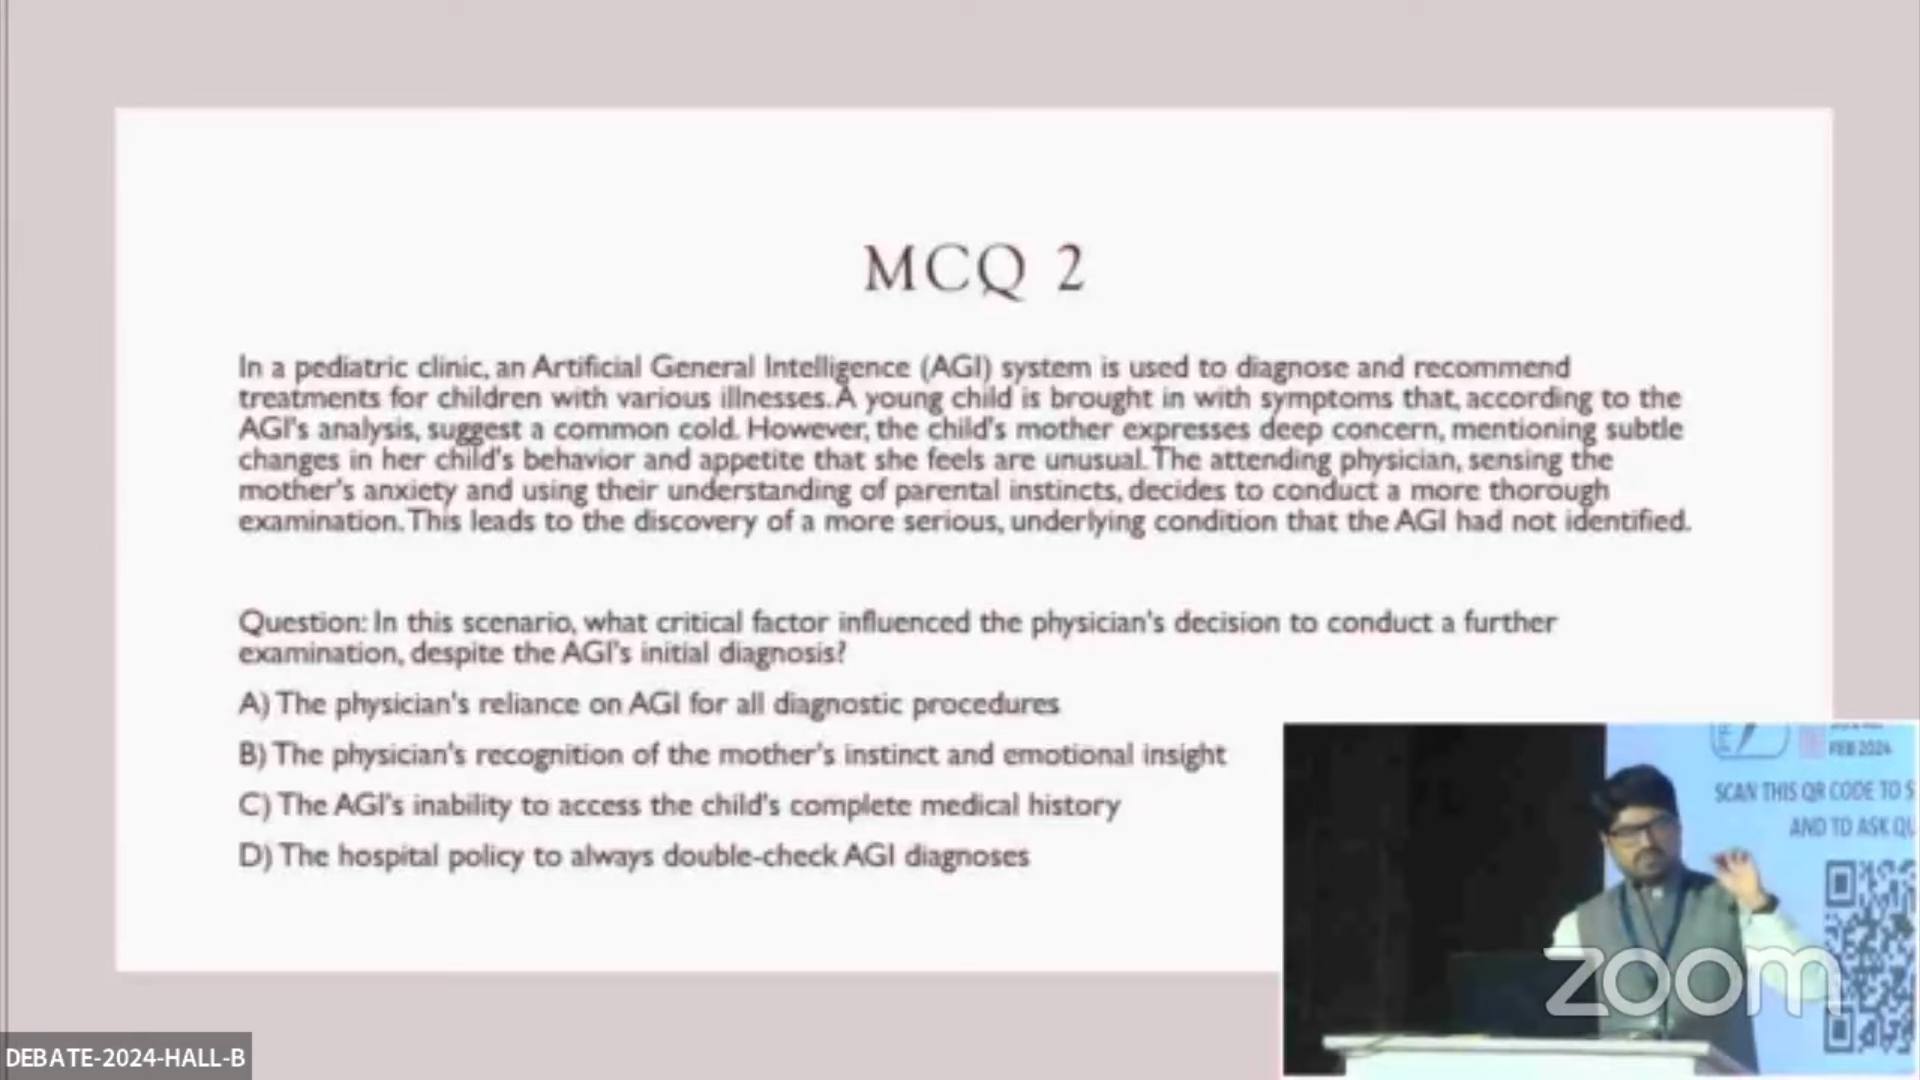 MCQ 2
In a pediatric clinic, an Artificial General Intelligence (AGI) system is used to diagnose and recommend
treatments for children with various illnesses. A young child is brought in with symptoms that, according to the
AGI's analysis, suggest a common cold. However, the child's mother expresses deep concern, mentioning subtle
changes in her child's behavior and appetite that she feels are unusual. The attending physician, sensing the
mother's anxiety and using their understanding of parental instincts, decides to conduct a more thorough
examination. This leads to the discovery of a more serious, underlying condition that the AGI had not identified.
Question: In this scenario, what critical factor influenced the physician's decision to conduct a further
examination, despite the AGI's initial diagnosis?
A) The physician's reliance on AGI for all diagnostic procedures
B) The physician's recognition of the mother's instinct and emotional insight
C) The AGI's inability to access the child's complete medical history
D) The hospital policy to always double-check AGI diagnoses
FEB 2024
SCAN THIS QR CODE TO S
AND TO ASK QU
zoom
DEBATE-2024-HALL-B